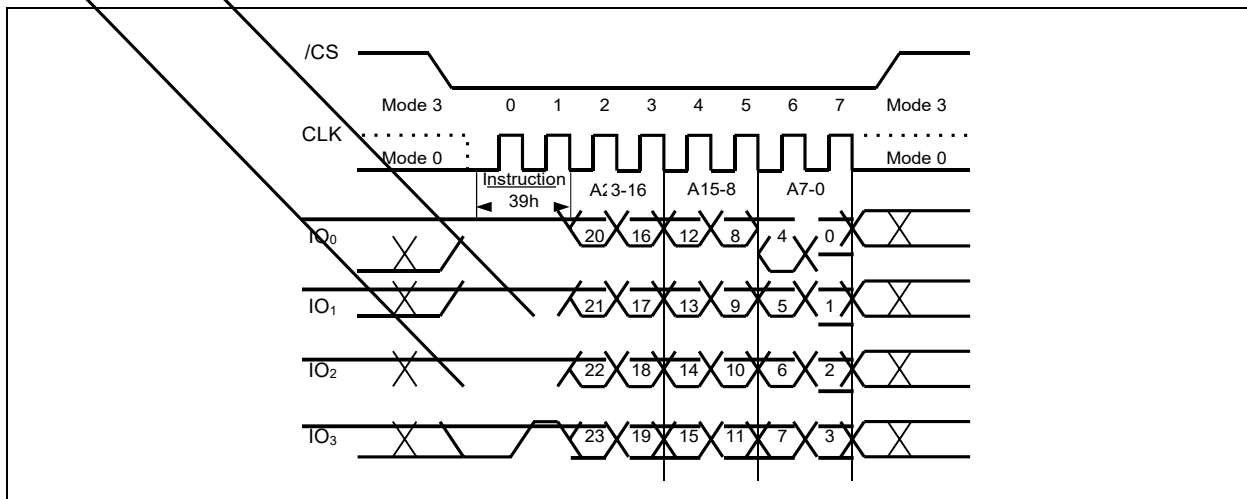 /CS
Mode 3 0 1 2 3 4 5 6 7 Mode 3
CLK
Mode 0 Mode 0
Instruction
39h
A23-16 A15-8 A7-0
IO0 20 16 12 8 4 0
IO1 21 17 13 9 5 1
IO2 22 18 14 10 6 2
IO3 23 19 15 11 7 3